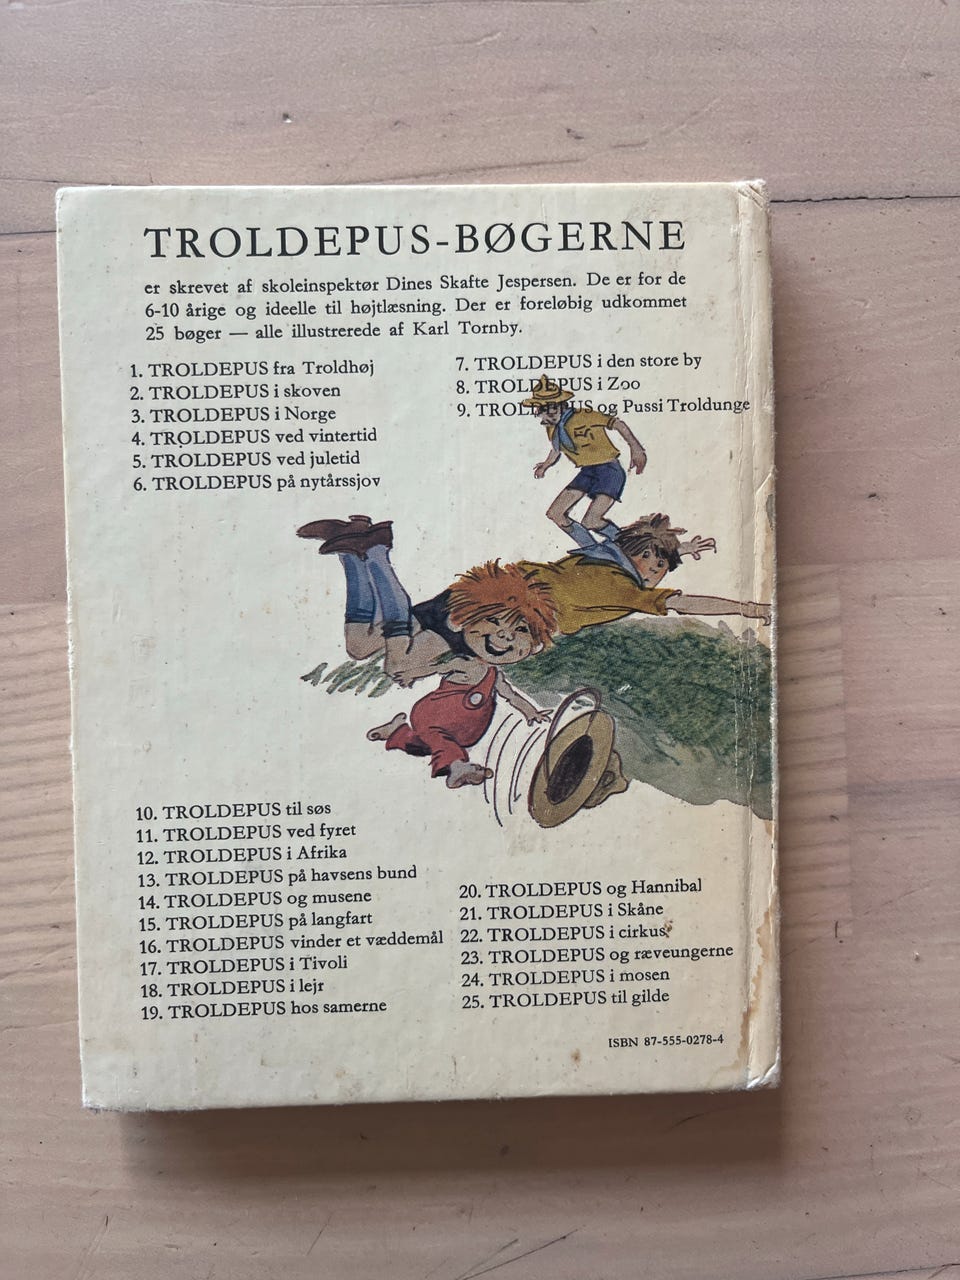 TROLDEPUS-BØGERNE
er skrevet af skoleinspektør Dines Skafte Jespersen. De er for de
6-10 årige og ideelle til højtlæsning. Der er foreløbig udkommet
25 bøger — alle illustrerede af Karl Tornby.
1. TROLDEPUS fra Troldhøj
2. TROLDEPUS i skoven
3. TROLDEPUS i Norge
4. TROLDEPUS ved vintertid
5. TROLDEPUS ved juletid
6. TROLDEPUS på nytårssjov
7. TROLDEPUS i den store by
8. TROLDEPUS i Zoo
9. TROLDEPUS og Pussi Troldunge
10. TROLDEPUS til søs
11. TROLDEPUS ved fyret
12. TROLDEPUS i Afrika
13. TROLDEPUS på havsens bund
14. TROLDEPUS og musene
15. TROLDEPUS på langfart
16. TROLDEPUS vinder et væddemål
17. TROLDEPUS i Tivoli
18. TROLDEPUS i lejr
19. TROLDEPUS hos samerne
20. TROLDEPUS og Hannibal
21. TROLDEPUS i Skåne
22. TROLDEPUS i cirkus
23. TROLDEPUS og ræveungerne
24. TROLDEPUS i mosen
25. TROLDEPUS til gilde
ISBN 87-555-0278-4